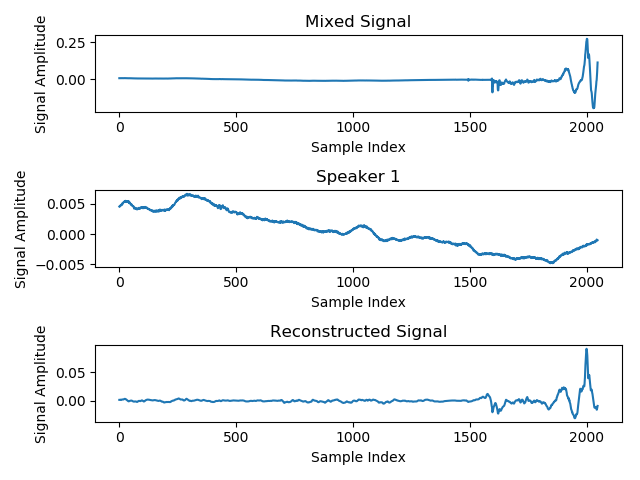 Mixed Signal
Signal Amplitude
0.25
0.00
0 500 1000 1500 2000
Sample Index
Speaker 1
Signal Amplitude
0.005
0.000
−0.005
0 500 1000 1500 2000
Sample Index
Reconstructed Signal
Signal Amplitude
0.05
0.00
0 500 1000 1500 2000
Sample Index